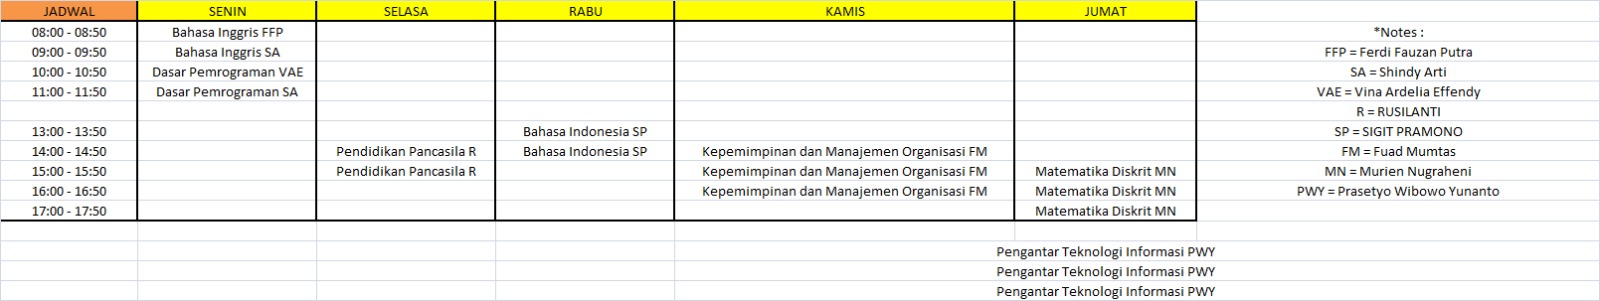 JADWAL SENIN SELASA RABU KAMIS JUMAT
08:00 - 08:50 Bahasa Inggris FFP *Notes :
09:00 - 09:50 Bahasa Inggris SA FFP = Ferdi Fauzan Putra
10:00 - 10:50 Dasar Pemrograman VAE SA = Shindy Arti
11:00 - 11:50 Dasar Pemrograman SA VAE = Vina Ardelia Effendy
R = RUSILANTI
13:00 - 13:50 Bahasa Indonesia SP SP = SIGIT PRAMONO
14:00 - 14:50 Pendidikan Pancasila R Bahasa Indonesia SP Kepemimpinan dan Manajemen Organisasi FM FM = Fuad Mumtas
15:00 - 15:50 Pendidikan Pancasila R Kepemimpinan dan Manajemen Organisasi FM Matematika Diskrit MN MN = Murien Nugraheni
16:00 - 16:50 Kepemimpinan dan Manajemen Organisasi FM Matematika Diskrit MN PWY = Prasetyo Wibowo Yunanto
17:00 - 17:50 Matematika Diskrit MN
Pengantar Teknologi Informasi PWY
Pengantar Teknologi Informasi PWY
Pengantar Teknologi Informasi PWY